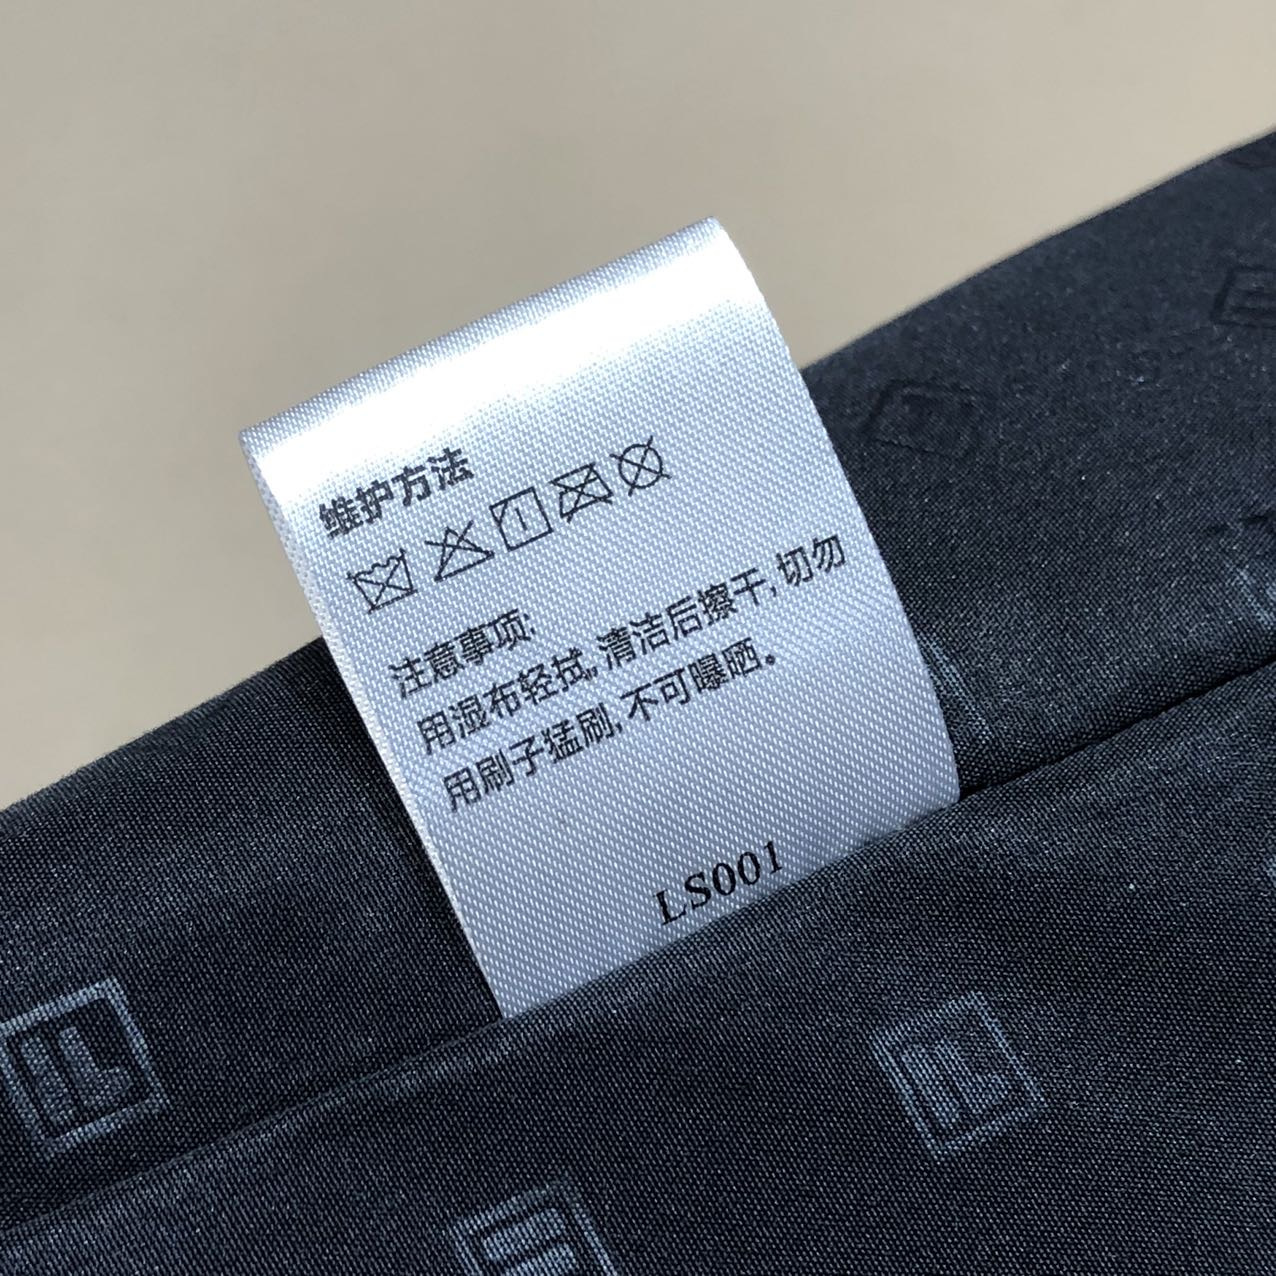 维护方法
注意事项:
用湿布轻拭,清洁后擦干,切勿
用刷子猛刷,不可曝晒。
LS001